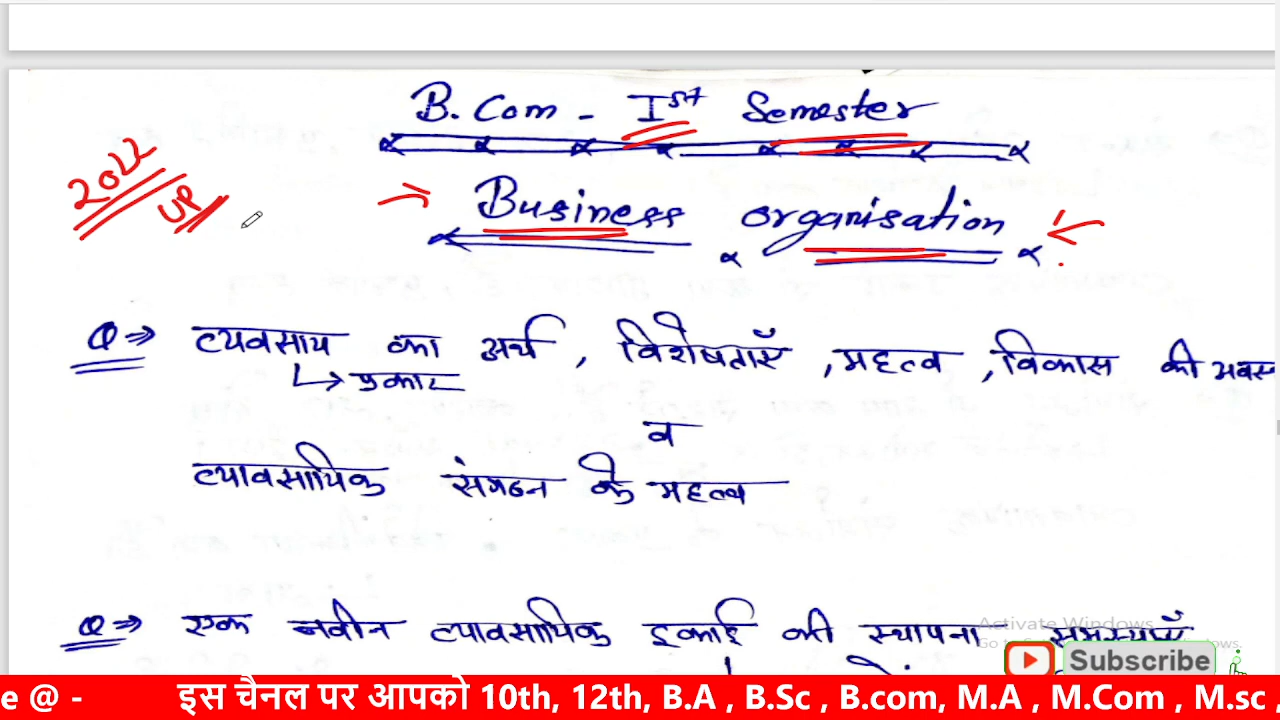 B.Com - Ist Semester
2022
UP
Business organisation
Q⇒ व्यवसाय का अर्थ , विशेषताएँ , महत्व , विकास की
↳ प्रकार
व
व्यावसायिक संगठन के महत्व
Q⇒ एक नवीन व्यावसायिक इकाई की स्थापना समस्याएँ
Activate Windows
Subscribe
e @ - इस चैनल पर आपको 10th, 12th, B.A , B.Sc , B.com, M.A , M.Com , M.sc ,